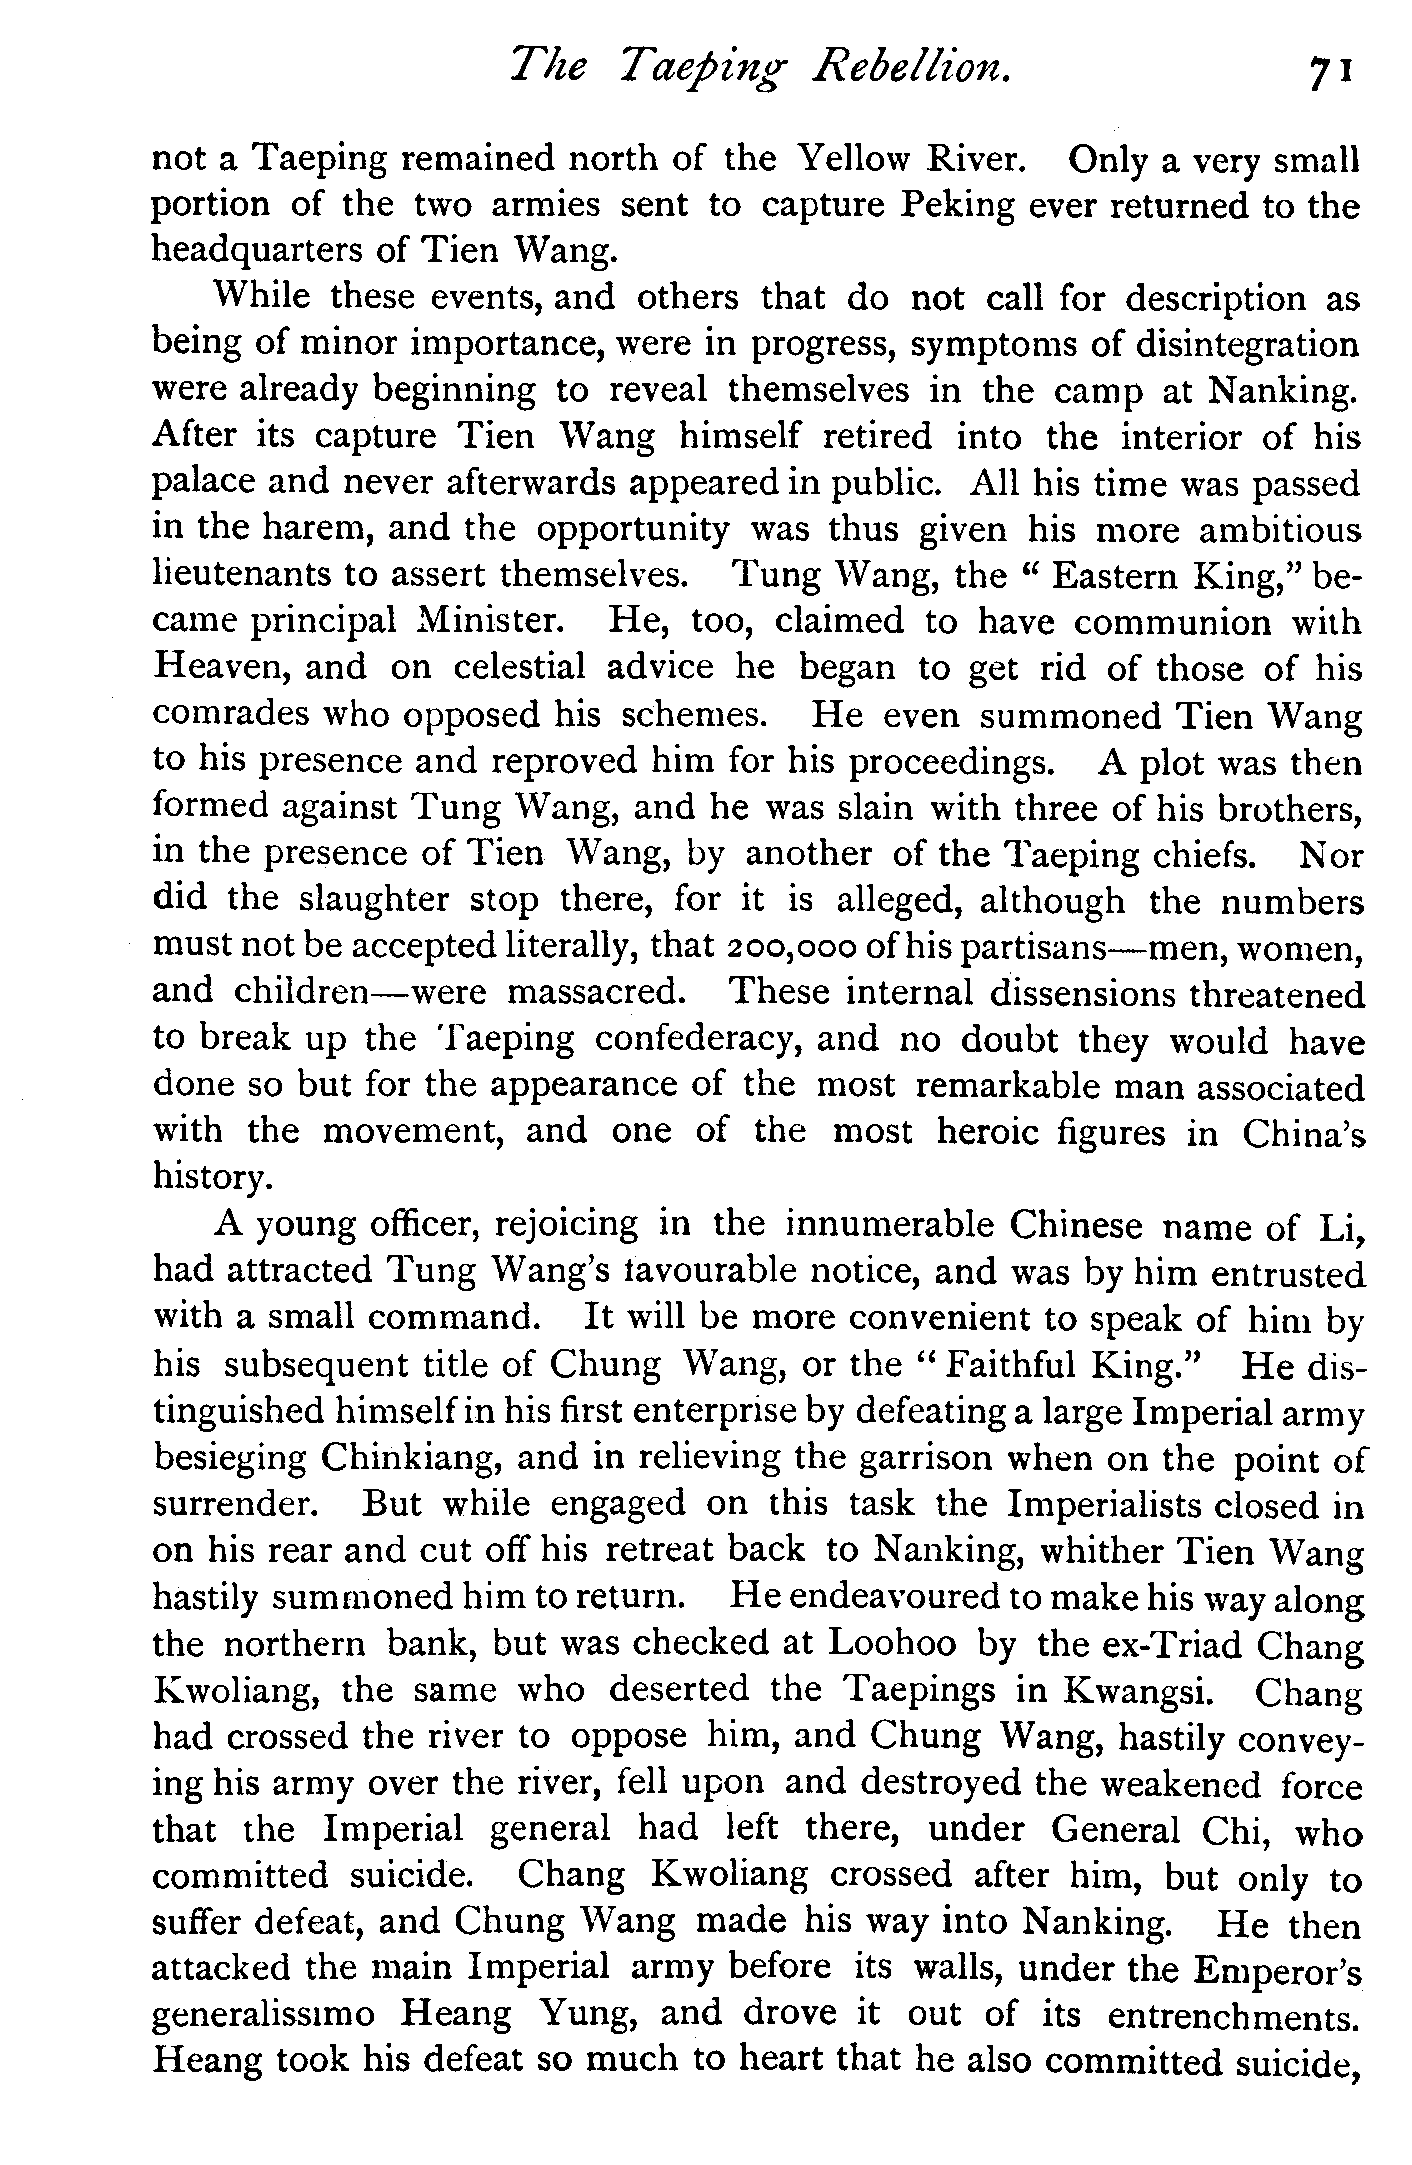 The Taeping Rebellion. 71
not a Taeping remained north of the Yellow River. Only a very small
portion of the two armies sent to capture Peking ever returned to the
headquarters of Tien Wang.
While these events, and others that do not call for description as
being of minor importance, were in progress, symptoms of disintegration
were already beginning to reveal themselves in the camp at Nanking.
After its capture Tien Wang himself retired into the interior of his
palace and never afterwards appeared in public. All his time was passed
in the harem, and the opportunity was thus given his more ambitious
lieutenants to assert themselves. Tung Wang, the “ Eastern King,” be-
came principal Minister. He, too, claimed to have communion with
Heaven, and on celestial advice he began to get rid of those of his
comrades who opposed his schemes. He even summoned Tien Wang
to his presence and reproved him for his proceedings. A plot was then
formed against Tung Wang, and he was slain with three of his brothers,
in the presence of Tien Wang, by another of the Taeping chiefs. Nor
did the slaughter stop there, for it is alleged, although the numbers
must not be accepted literally, that 200,000 of his partisans—men, women,
and children—were massacred. These internal dissensions threatened
to break up the Taeping confederacy, and no doubt they would have
done so but for the appearance of the most remarkable man associated
with the movement, and one of the most heroic figures in China’s
history.
A young officer, rejoicing in the innumerable Chinese name of Li,
had attracted Tung Wang’s favourable notice, and was by him entrusted
with a small command. It will be more convenient to speak of him by
his subsequent title of Chung Wang, or the “ Faithful King.” He dis-
tinguished himself in his first enterprise by defeating a large Imperial army
besieging Chinkiang, and in relieving the garrison when on the point of
surrender. But while engaged on this task the Imperialists closed in
on his rear and cut off his retreat back to Nanking, whither Tien Wang
hastily summoned him to return. He endeavoured to make his way along
the northern bank, but was checked at Loohoo by the ex-Triad Chang
Kwoliang, the same who deserted the Taepings in Kwangsi. Chang
had crossed the river to oppose him, and Chung Wang, hastily convey-
ing his army over the river, fell upon and destroyed the weakened force
that the Imperial general had left there, under General Chi, who
committed suicide. Chang Kwoliang crossed after him, but only to
suffer defeat, and Chung Wang made his way into Nanking. He then
attacked the main Imperial army before its walls, under the Emperor’s
generalissimo Heang Yung, and drove it out of its entrenchments.
Heang took his defeat so much to heart that he also committed suicide,